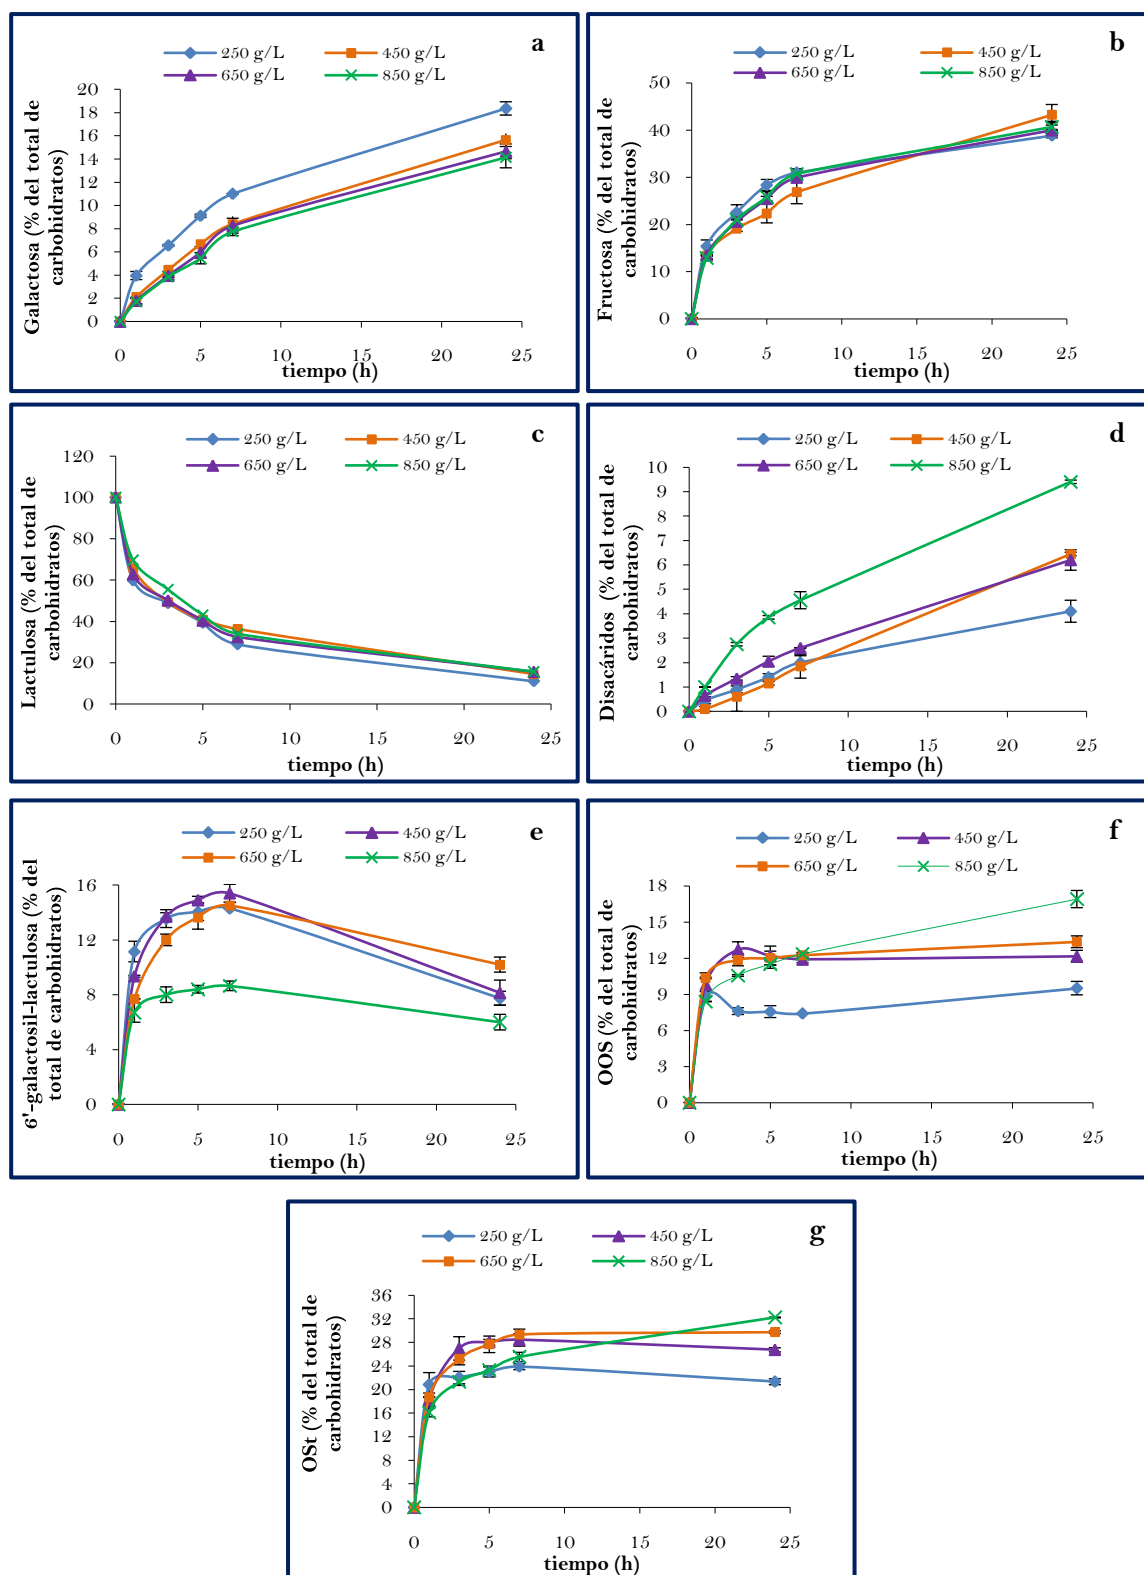 a
250 g/L 450 g/L
650 g/L 850 g/L
Galactosa (% del total de
carbohidratos)
20
18
16
14
12
10
8
6
4
2
0
0 5 10 15 20 25
tiempo (h)
b
250 g/L 450 g/L
650 g/L 850 g/L
Fructosa (% del total de
carbohidratos)
50
40
30
20
10
0
0 5 10 15 20 25
tiempo (h)
c
250 g/L 450 g/L
650 g/L 850 g/L
Lactulosa (% del total de
carbohidratos)
120
100
80
60
40
20
0
0 5 10 15 20 25
tiempo (h)
d
250 g/L 450 g/L
650 g/L 850 g/L
Disacáridos (% del total de
carbohidratos)
10
9
8
7
6
5
4
3
2
1
0
0 5 10 15 20 25
tiempo (h)
e
250 g/L 450 g/L
650 g/L 850 g/L
6'-galactosil-lactulosa (% del
total de carbohidratos)
16
12
8
4
0
0 5 10 15 20 25
tiempo (h)
f
250 g/L 450 g/L
650 g/L 850 g/L
OOS (% del total de
carbohidratos)
18
15
12
9
6
3
0
0 5 10 15 20 25
tiempo (h)
g
250 g/L 450 g/L
650 g/L 850 g/L
OSt (% del total de
carbohidratos)
36
32
28
24
20
16
12
8
4
0
0 5 10 15 20 25
tiempo (h)